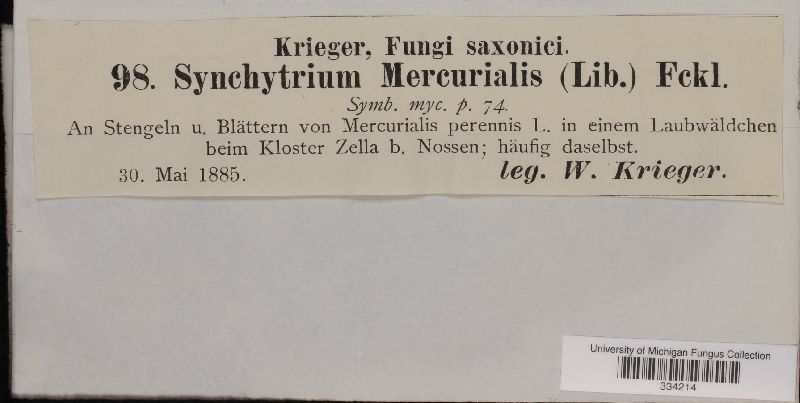 Krieger, Fungi saxonici.
98. Synchytrium Mercurialis (Lib.) Fckl.
Symb. myc. p. 74.
An Stengeln u. Blättern von Mercurialis perennis L. in einem Laubwäldchen
beim Kloster Zella b. Nossen; häufig daselbst.
30. Mai 1885. leg. W. Krieger.
University of Michigan Fungus Collection
334214